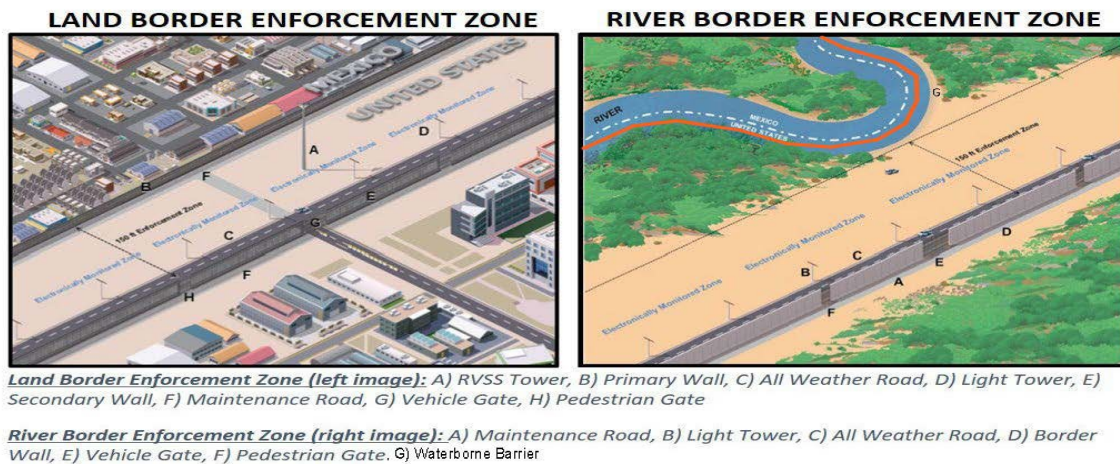 LAND BORDER ENFORCEMENT ZONE
MEXICO
UNITED STATES
Electronically Monitored Zone
D
A
B
F
Electronically Monitored Zone
E
150 ft Enforcement Zone
Electronically Monitored Zone
G
C
Electronically Monitored Zone
F
H
RIVER BORDER ENFORCEMENT ZONE
G
RIVER
MEXICO
UNITED STATES
150 ft Enforcement Zone
Electronically Monitored Zone
Electronically Monitored Zone
D
Electronically Monitored Zone
C
E
B
A
Electronically Monitored Zone
F
Land Border Enforcement Zone (left image): A) RVSS Tower, B) Primary Wall, C) All Weather Road, D) Light Tower, E)
Secondary Wall, F) Maintenance Road, G) Vehicle Gate, H) Pedestrian Gate
River Border Enforcement Zone (right image): A) Maintenance Road, B) Light Tower, C) All Weather Road, D) Border
Wall, E) Vehicle Gate, F) Pedestrian Gate. G) Waterborne Barrier